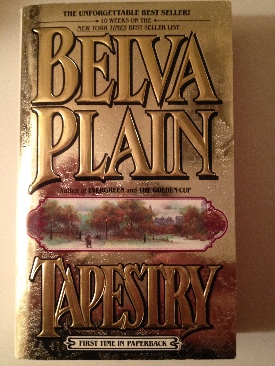 THE UNFORGETTABLE BEST SELLER!
10 WEEKS ON THE
NEW YORK TIMES BEST SELLER LIST
BELVA
PLAIN
Author of EVERGREEN and THE GOLDEN CUP
TAPESTRY
FIRST TIME IN PAPERBACK